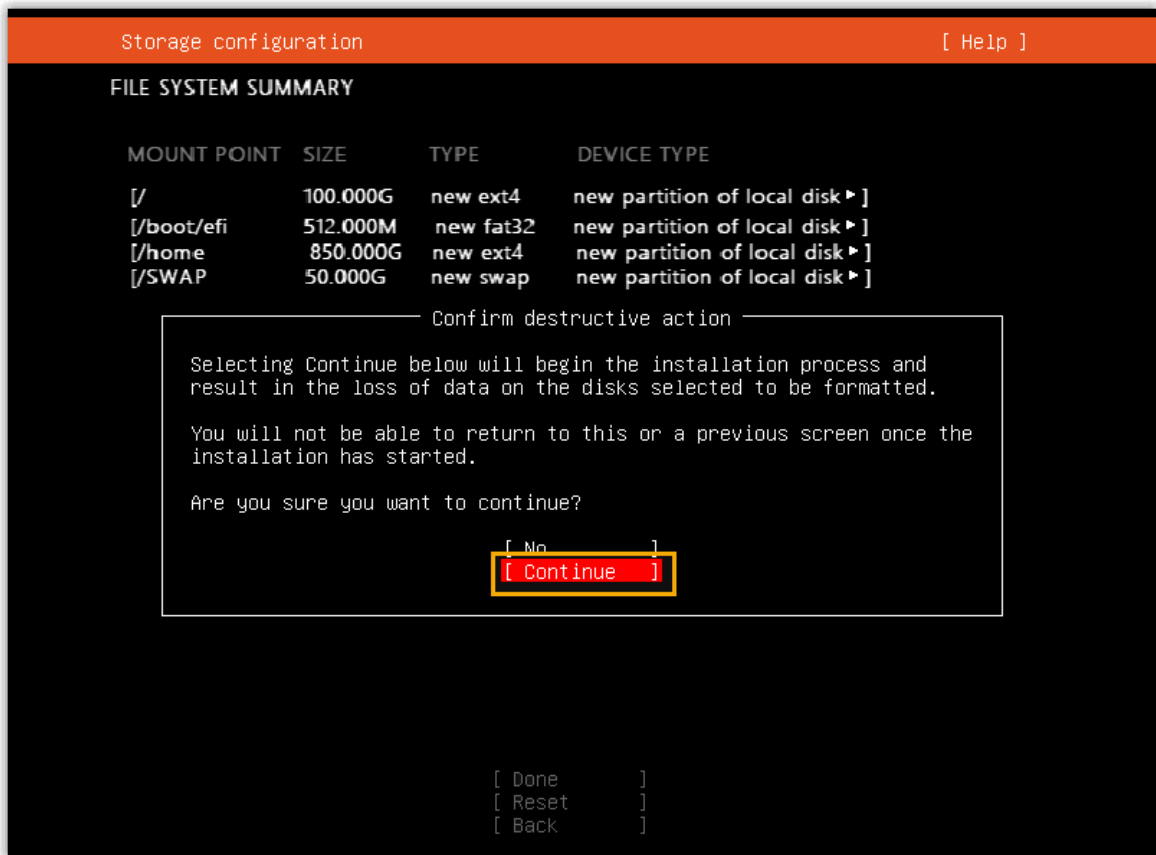 Storage configuration [ Help ]
FILE SYSTEM SUMMARY
MOUNT POINT SIZE TYPE DEVICE TYPE
[/ 100.000G new ext4 new partition of local disk ▸ ]
[/boot/efi 512.000M new fat32 new partition of local disk ▸ ]
[/home 850.000G new ext4 new partition of local disk ▸ ]
[/SWAP 50.000G new swap new partition of local disk ▸ ]
Confirm destructive action
Selecting Continue below will begin the installation process and
result in the loss of data on the disks selected to be formatted.
You will not be able to return to this or a previous screen once the
installation has started.
Are you sure you want to continue?
[ No ]
[ Continue ]
[ Done ]
[ Reset ]
[ Back ]